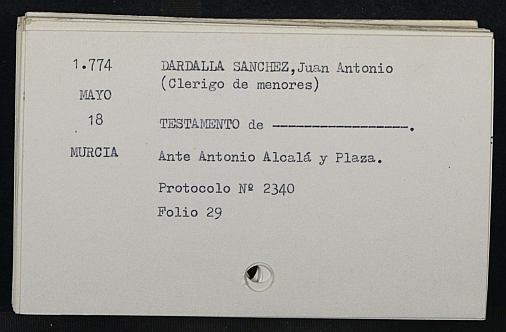 1.774 DARDALLA SANCHEZ,Juan Antonio
(Clerigo de menores)
MAYO
18 TESTAMENTO de -----------------.
MURCIA Ante Antonio Alcalá y Plaza.
Protocolo Nº 2340
Folio 29